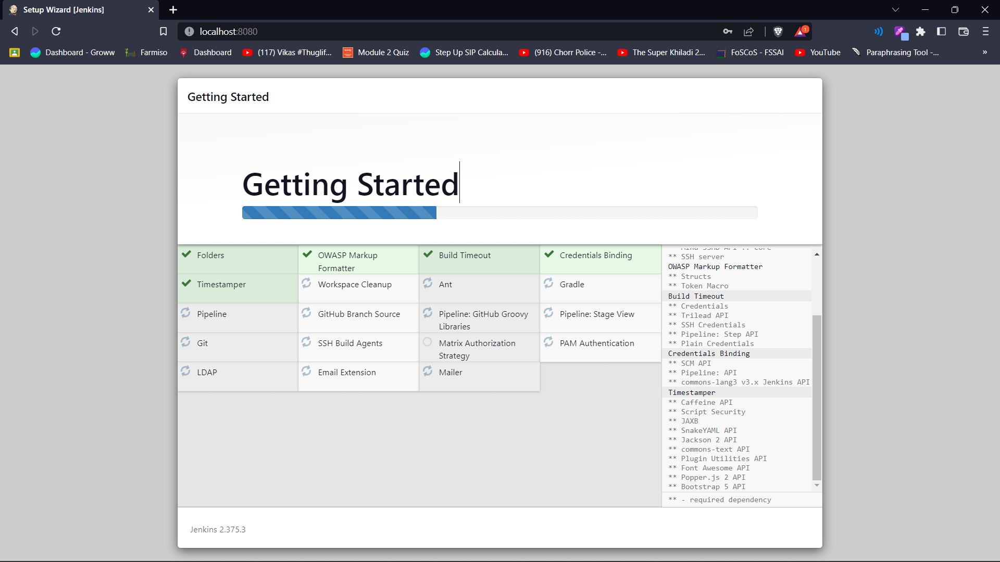 Setup Wizard [Jenkins]
localhost:8080
1
Dashboard - Groww
Farmiso
Dashboard
(117) Vikas #Thuglif...
Module 2 Quiz
Step Up SIP Calcula...
(916) Chorr Police -...
The Super Khiladi 2...
FoSCoS - FSSAI
YouTube
Paraphrasing Tool -...
»
Getting Started
Getting Started
Folders
OWASP Markup
Formatter
Build Timeout
Credentials Binding
Timestamper
Workspace Cleanup
Ant
Gradle
Pipeline
GitHub Branch Source
Pipeline: GitHub Groovy
Libraries
Pipeline: Stage View
Git
SSH Build Agents
Matrix Authorization
Strategy
PAM Authentication
LDAP
Email Extension
Mailer
** SSH server
OWASP Markup Formatter
** Structs
** Token Macro
Build Timeout
** Credentials
** Trilead API
** SSH Credentials
** Pipeline: Step API
** Plain Credentials
Credentials Binding
** SCM API
** Pipeline: API
** commons-lang3 v3.x Jenkins API
Timestamper
** Caffeine API
** Script Security
** JAXB
** SnakeYAML API
** Jackson 2 API
** commons-text API
** Plugin Utilities API
** Font Awesome API
** Popper.js 2 API
** Bootstrap 5 API
** - required dependency
Jenkins 2.375.3